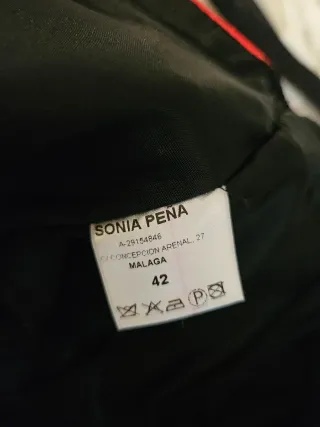 SONIA PEÑA
A-29154846
C/ CONCEPCION ARENAL, 27
MALAGA
42
P